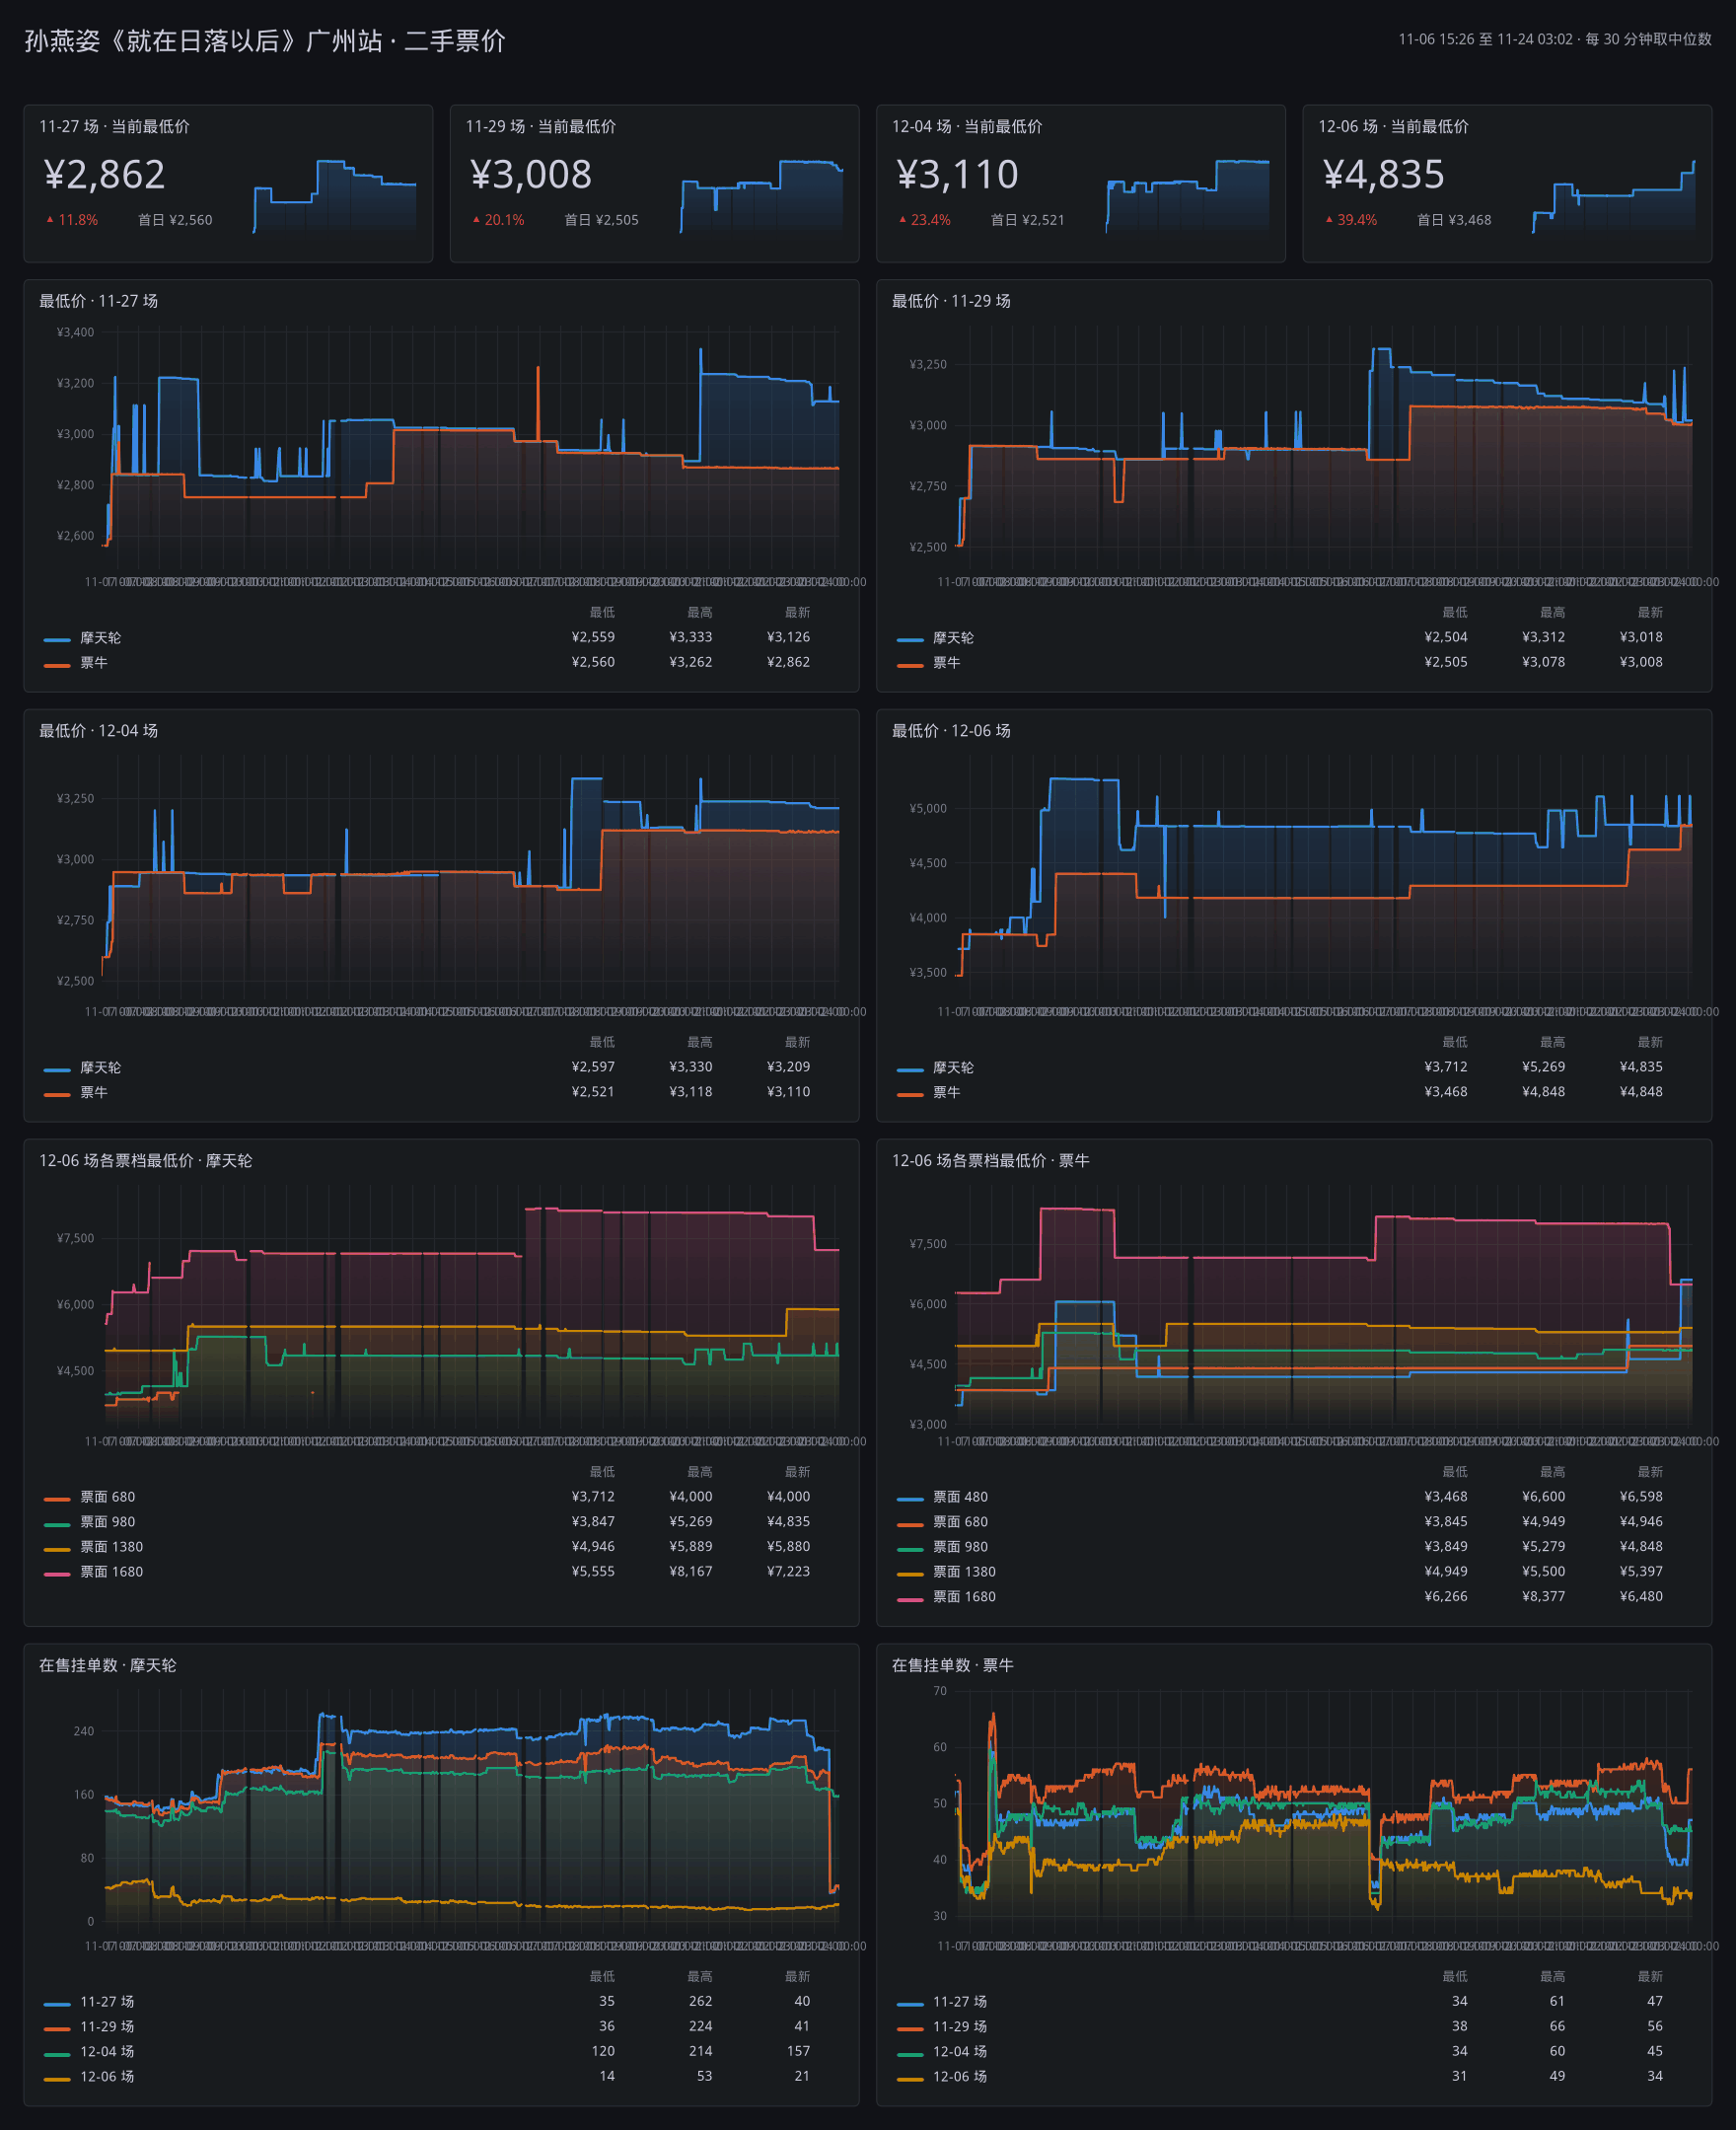 孙燕姿《就在日落以后》广州站 · 二手票价
11-06 15:26 至 11-24 03:02 · 每 30 分钟取中位数
11-27 场 · 当前最低价
¥2,862
▲ 11.8% 首日 ¥2,560
11-29 场 · 当前最低价
¥3,008
▲ 20.1% 首日 ¥2,505
12-04 场 · 当前最低价
¥3,110
▲ 23.4% 首日 ¥2,521
12-06 场 · 当前最低价
¥4,835
▲ 39.4% 首日 ¥3,468
最低价 · 11-27 场
¥3,400
¥3,200
¥3,000
¥2,800
¥2,600
最低 最高 最新
摩天轮 ¥2,559 ¥3,333 ¥3,126
票牛 ¥2,560 ¥3,262 ¥2,862
最低价 · 11-29 场
¥3,250
¥3,000
¥2,750
¥2,500
最低 最高 最新
摩天轮 ¥2,504 ¥3,312 ¥3,018
票牛 ¥2,505 ¥3,078 ¥3,008
最低价 · 12-04 场
¥3,250
¥3,000
¥2,750
¥2,500
最低 最高 最新
摩天轮 ¥2,597 ¥3,330 ¥3,209
票牛 ¥2,521 ¥3,118 ¥3,110
最低价 · 12-06 场
¥5,000
¥4,500
¥4,000
¥3,500
最低 最高 最新
摩天轮 ¥3,712 ¥5,269 ¥4,835
票牛 ¥3,468 ¥4,848 ¥4,848
12-06 场各票档最低价 · 摩天轮
¥7,500
¥6,000
¥4,500
最低 最高 最新
票面 680 ¥3,712 ¥4,000 ¥4,000
票面 980 ¥3,847 ¥5,269 ¥4,835
票面 1380 ¥4,946 ¥5,889 ¥5,880
票面 1680 ¥5,555 ¥8,167 ¥7,223
12-06 场各票档最低价 · 票牛
¥7,500
¥6,000
¥4,500
¥3,000
最低 最高 最新
票面 480 ¥3,468 ¥6,600 ¥6,598
票面 680 ¥3,845 ¥4,949 ¥4,946
票面 980 ¥3,849 ¥5,279 ¥4,848
票面 1380 ¥4,949 ¥5,500 ¥5,397
票面 1680 ¥6,266 ¥8,377 ¥6,480
在售挂单数 · 摩天轮
240
160
80
0
最低 最高 最新
11-27 场 35 262 40
11-29 场 36 224 41
12-04 场 120 214 157
12-06 场 14 53 21
在售挂单数 · 票牛
70
60
50
40
30
最低 最高 最新
11-27 场 34 61 47
11-29 场 38 66 56
12-04 场 34 60 45
12-06 场 31 49 34